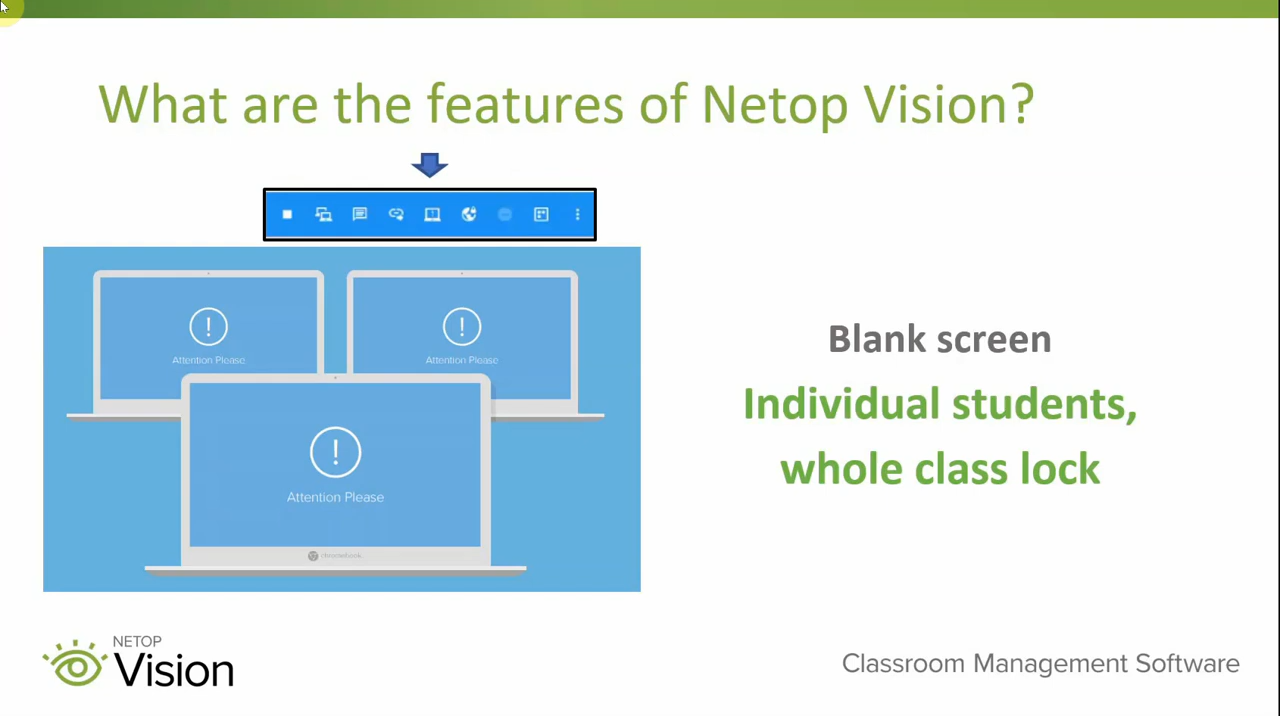 What are the features of Netop Vision?
Attention Please
Attention Please
Attention Please
chromebook
Blank screen
Individual students,
whole class lock
NETOP
Vision
Classroom Management Software